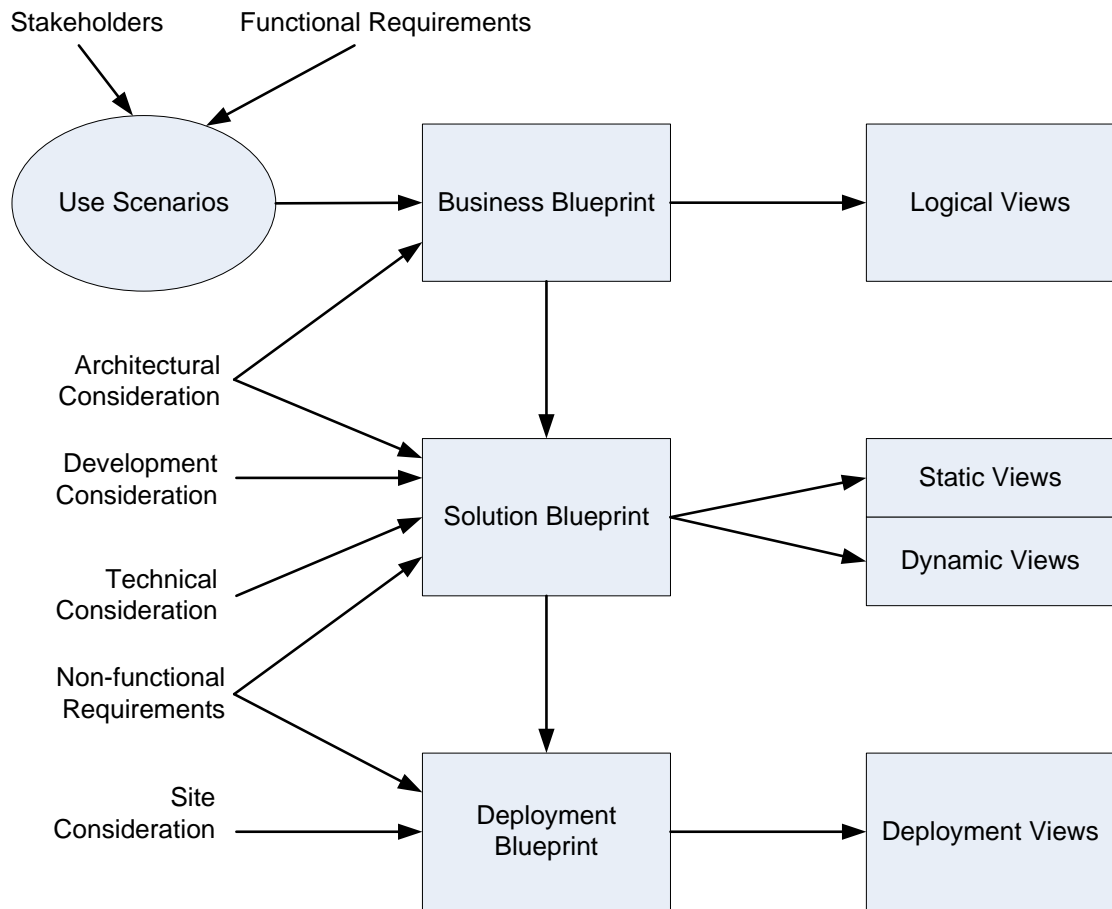 Stakeholders
Functional Requirements
Use Scenarios
Business Blueprint
Logical Views
Architectural
Consideration
Development
Consideration
Solution Blueprint
Static Views
Dynamic Views
Technical
Consideration
Non-functional
Requirements
Site
Consideration
Deployment
Blueprint
Deployment Views